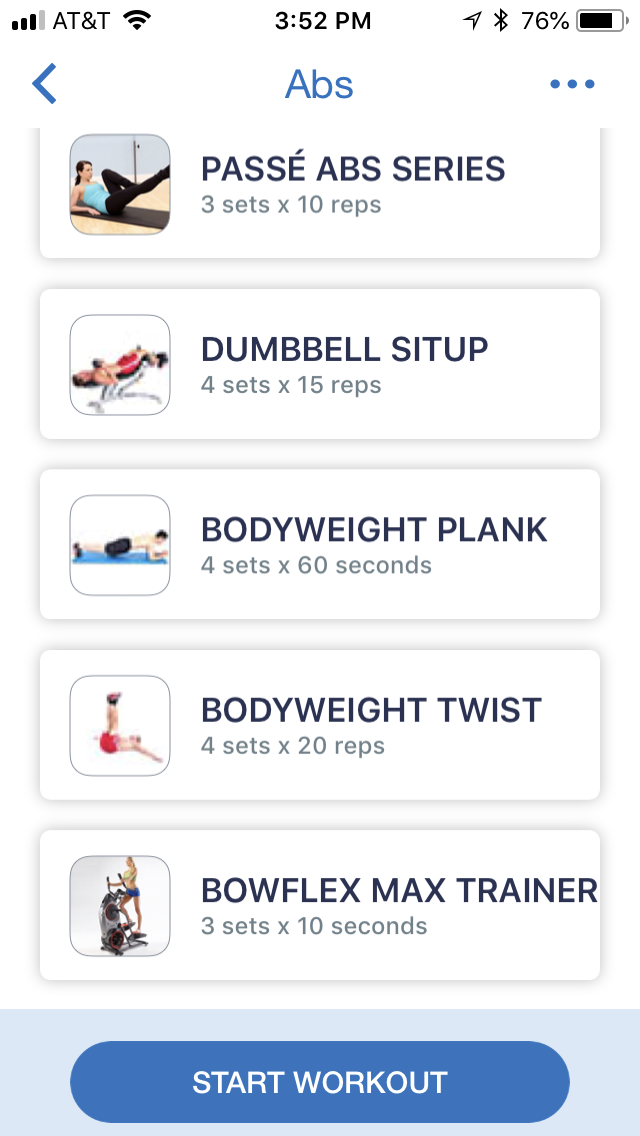 AT&T 3:52 PM 76%
Abs
PASSÉ ABS SERIES
3 sets x 10 reps
DUMBBELL SITUP
4 sets x 15 reps
BODYWEIGHT PLANK
4 sets x 60 seconds
BODYWEIGHT TWIST
4 sets x 20 reps
BOWFLEX MAX TRAINER
3 sets x 10 seconds
START WORKOUT